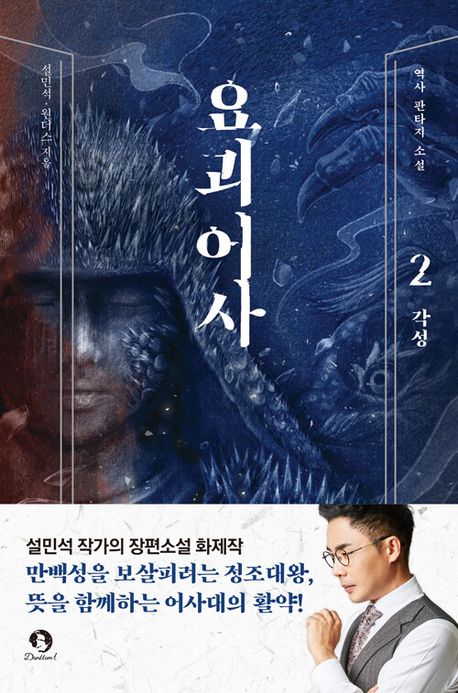 요괴어사
설민석·원더스 지음
역사 판타지 소설
2 각성
설민석 작가의 장편소설 화제작
만백성을 보살피려는 정조대왕,
뜻을 함께하는 어사대의 활약!
Dankkum i